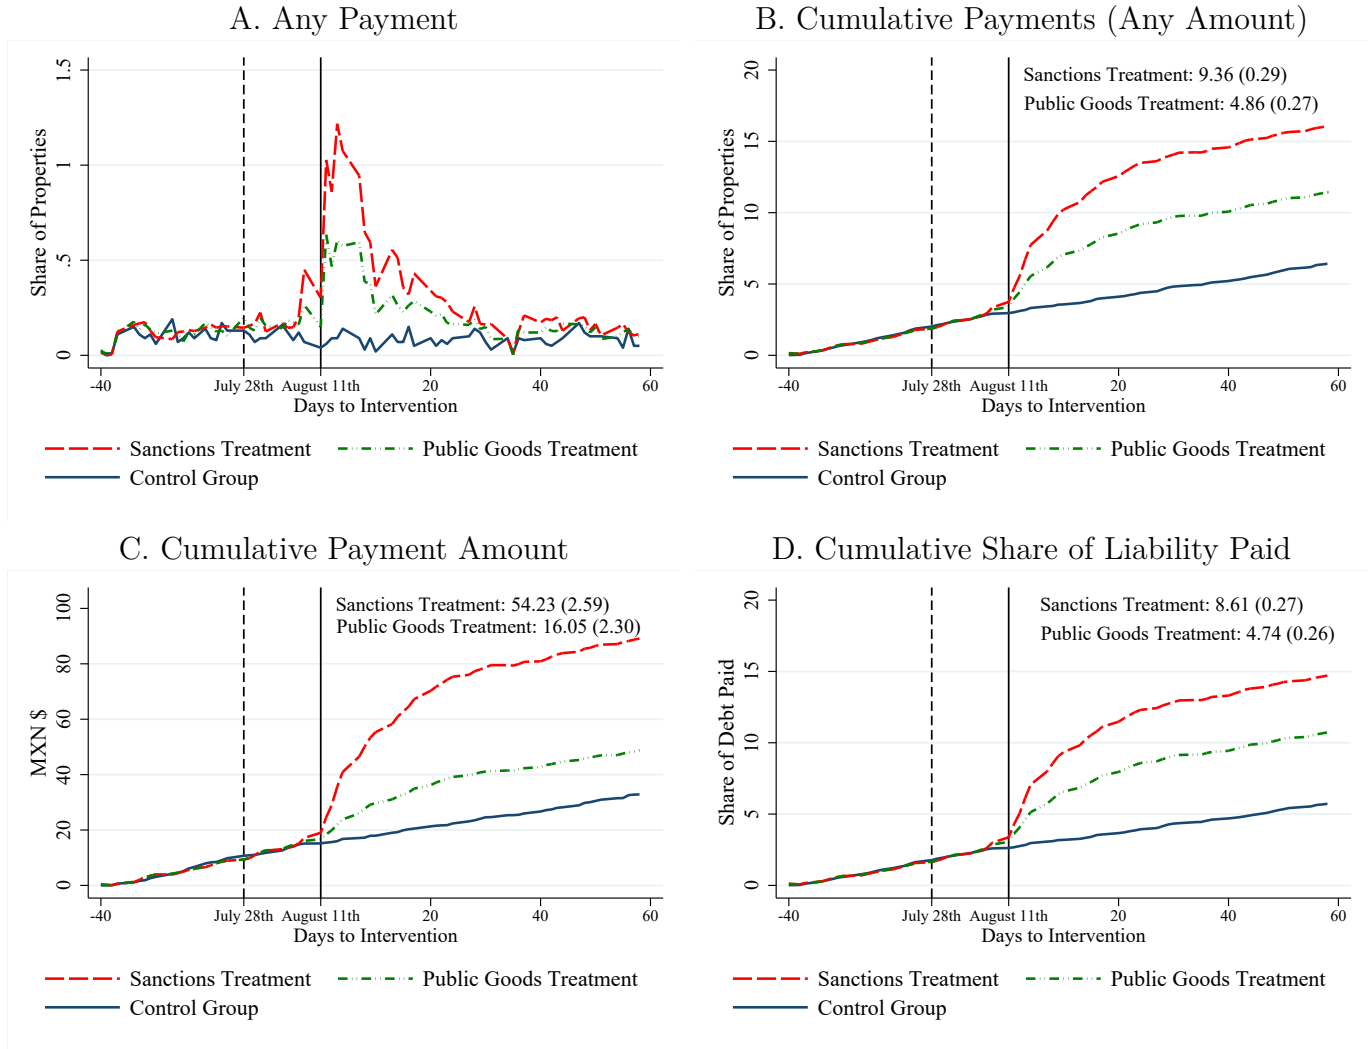 A. Any Payment
Share of Properties
1.5
1
.5
0
-40
July 28th
August 11th
20
40
60
Days to Intervention
Sanctions Treatment
Public Goods Treatment
Control Group
B. Cumulative Payments (Any Amount)
Share of Properties
20
15
10
5
0
Sanctions Treatment: 9.36 (0.29)
Public Goods Treatment: 4.86 (0.27)
-40
July 28th
August 11th
20
40
60
Days to Intervention
Sanctions Treatment
Public Goods Treatment
Control Group
C. Cumulative Payment Amount
MXN $
100
80
60
40
20
0
Sanctions Treatment: 54.23 (2.59)
Public Goods Treatment: 16.05 (2.30)
-40
July 28th
August 11th
20
40
60
Days to Intervention
Sanctions Treatment
Public Goods Treatment
Control Group
D. Cumulative Share of Liability Paid
Share of Debt Paid
20
15
10
5
0
Sanctions Treatment: 8.61 (0.27)
Public Goods Treatment: 4.74 (0.26)
-40
July 28th
August 11th
20
40
60
Days to Intervention
Sanctions Treatment
Public Goods Treatment
Control Group